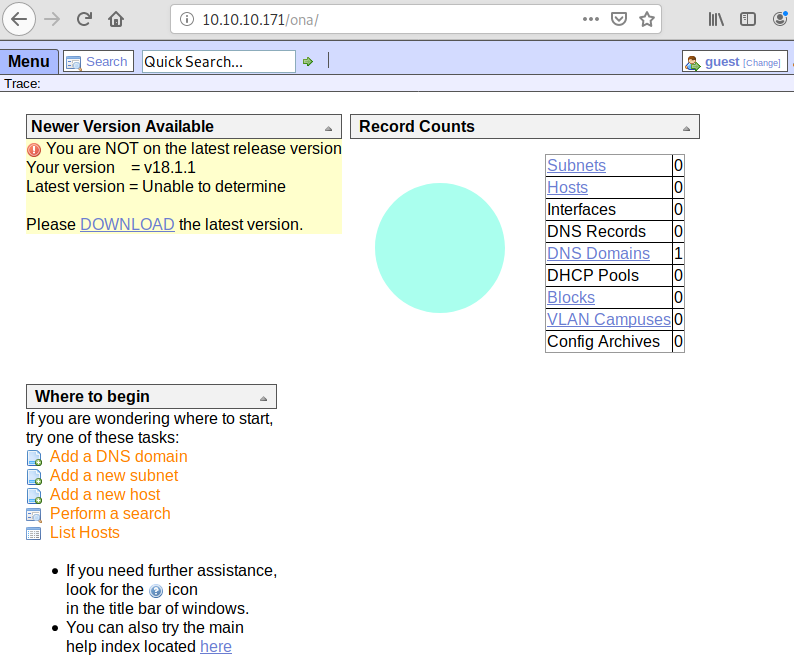 10.10.10.171/ona/
Menu Search Quick Search... guest [Change]
Trace:
Newer Version Available
You are NOT on the latest release version
Your version = v18.1.1
Latest version = Unable to determine
Please DOWNLOAD the latest version.
Record Counts
Subnets 0
Hosts 0
Interfaces 0
DNS Records 0
DNS Domains 1
DHCP Pools 0
Blocks 0
VLAN Campuses 0
Config Archives 0
Where to begin
If you are wondering where to start,
try one of these tasks:
Add a DNS domain
Add a new subnet
Add a new host
Perform a search
List Hosts
• If you need further assistance,
look for the ? icon
in the title bar of windows.
• You can also try the main
help index located here